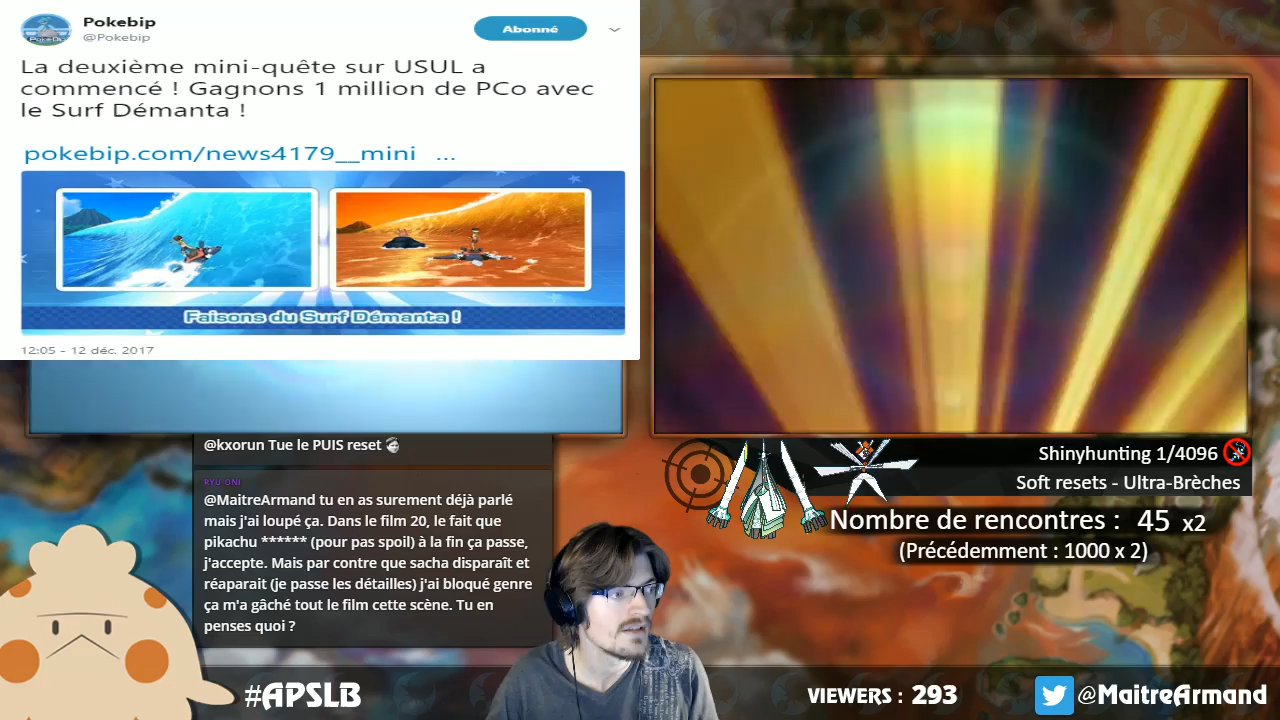 Pokebip
@Pokebip
Abonné
La deuxième mini-quête sur USUL a
commencé ! Gagnons 1 million de PCo avec
le Surf Démanta !
pokebip.com/news4179__mini ...
Faisons du Surf Démanta !
12:05 - 12 déc. 2017
@kxorun Tue le PUIS reset
RYU ONI
@MaitreArmand tu en as surement déjà parlé
mais j'ai loupé ça. Dans le film 20, le fait que
pikachu ****** (pour pas spoil) à la fin ça passe,
j'accepte. Mais par contre que sacha disparaît et
réaparait (je passe les détailles) j'ai bloqué genre
ça m'a gâché tout le film cette scène. Tu en
penses quoi ?
Shinyhunting 1/4096
Soft resets - Ultra-Brèches
Nombre de rencontres : 45 x2
(Précédemment : 1000 x 2)
#APSLB
VIEWERS : 293
@MaitreArmand